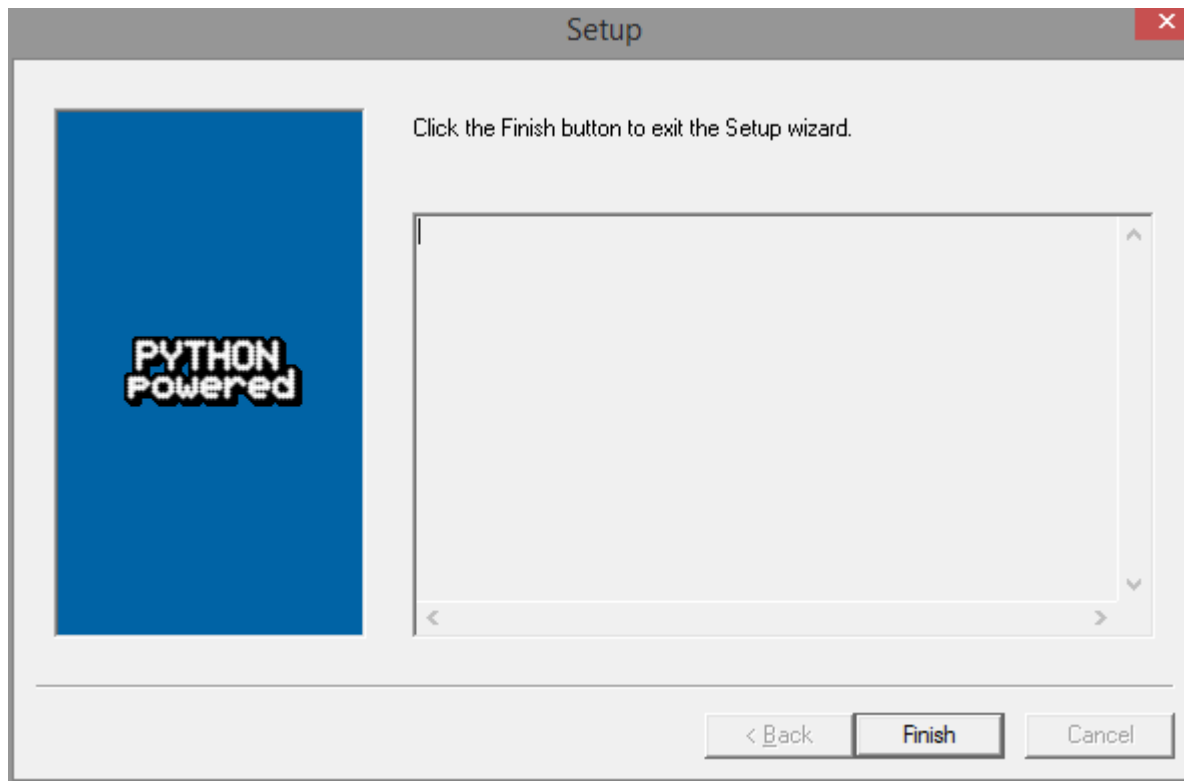 Setup
Click the Finish button to exit the Setup wizard.
PYTHON
powered
< Back
Finish
Cancel